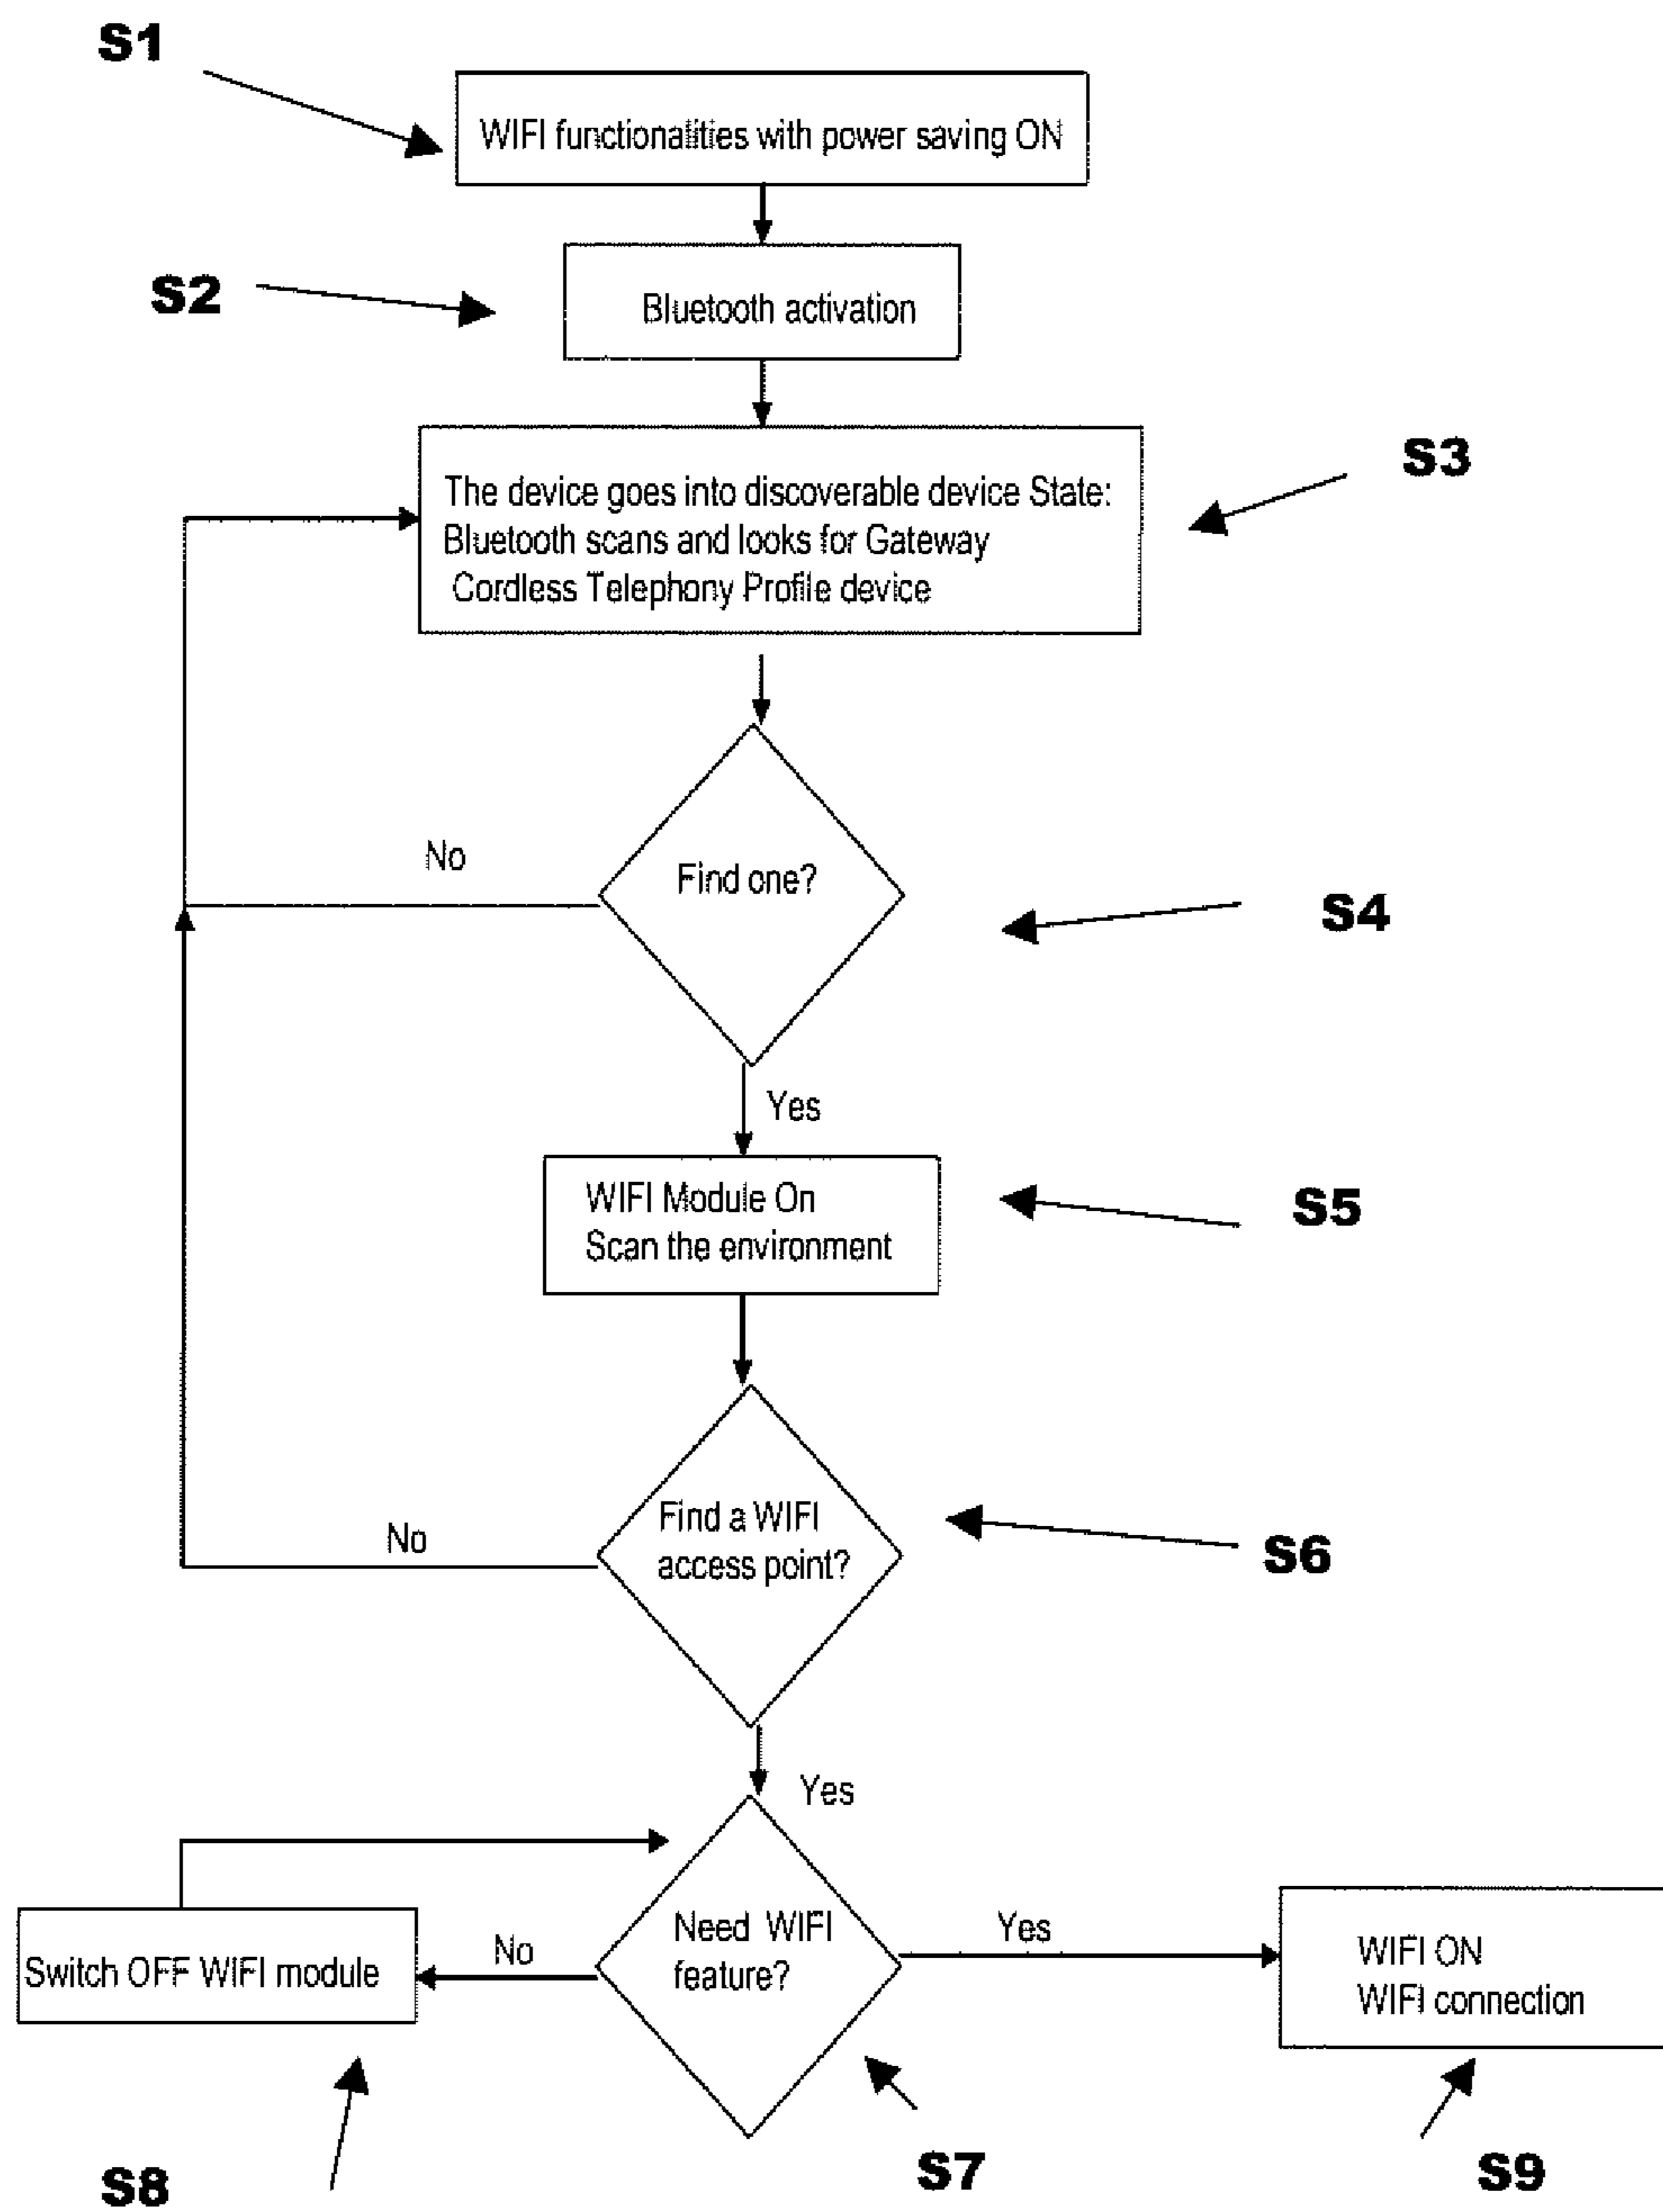 S1
WIFI functionalities with power saving ON
S2
Bluetooth activation
S3
The device goes into discoverable device State:
Bluetooth scans and looks for Gateway
Cordless Telephony Profile device
No
Find one?
S4
Yes
WIFI Module On
Scan the environment
S5
Find a WIFI
access point?
No
S6
Yes
Switch OFF WIFI module
No
Need WIFI
feature?
Yes
WIFI ON
WIFI connection
S8
S7
S9